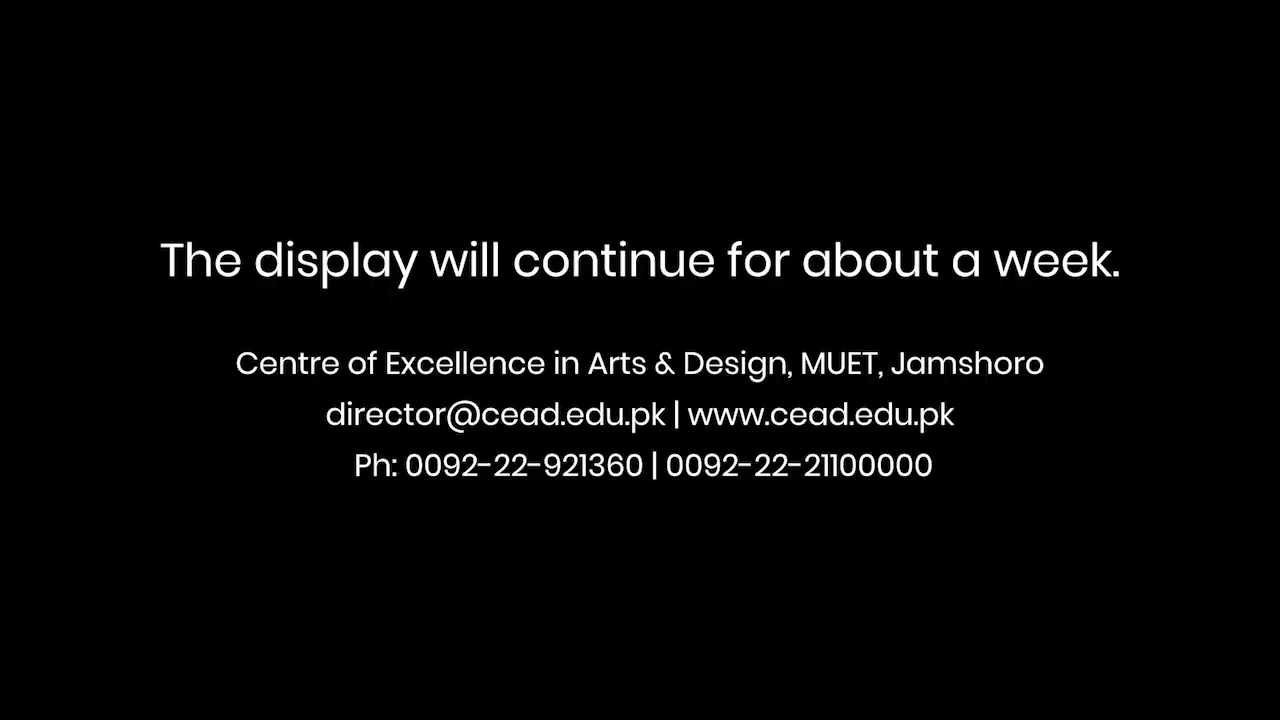 The display will continue for about a week.
Centre of Excellence in Arts & Design, MUET, Jamshoro
director@cead.edu.pk | www.cead.edu.pk
Ph: 0092-22-921360 | 0092-22-21100000